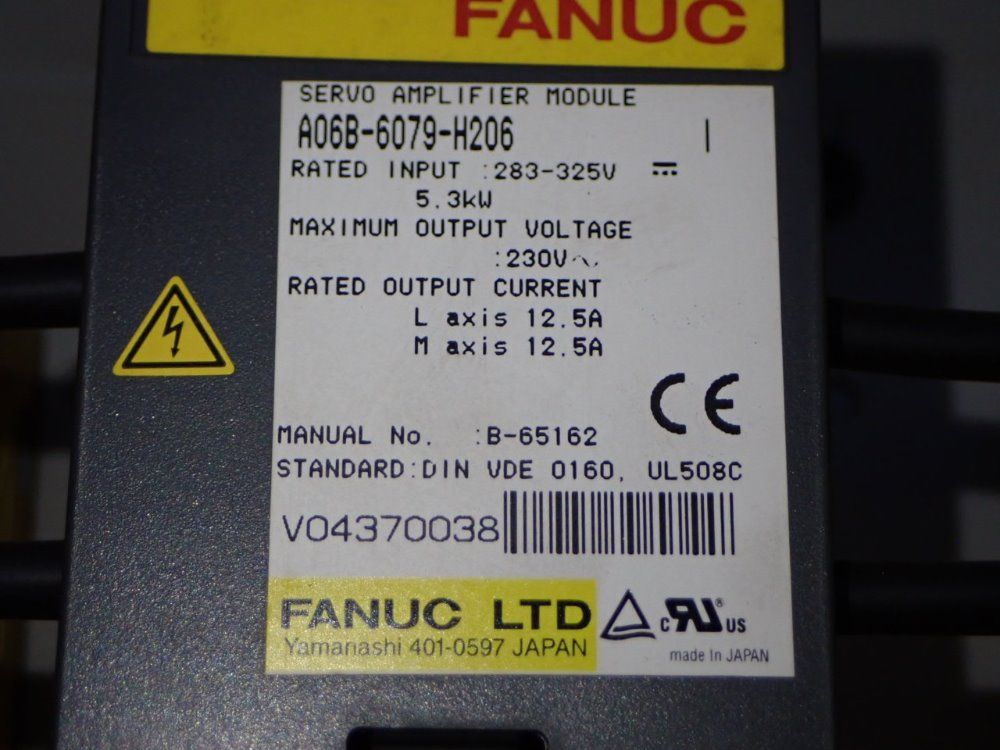 FANUC
SERVO AMPLIFIER MODULE
A06B-6079-H206 I
RATED INPUT :283-325V ⎓
5.3kW
MAXIMUM OUTPUT VOLTAGE
:230V~
RATED OUTPUT CURRENT
L axis 12.5A
M axis 12.5A
CE
MANUAL No. :B-65162
STANDARD:DIN VDE 0160, UL508C
V04370038
FANUC LTD
Yamanashi 401-0597 JAPAN
c RU ® US
made in JAPAN